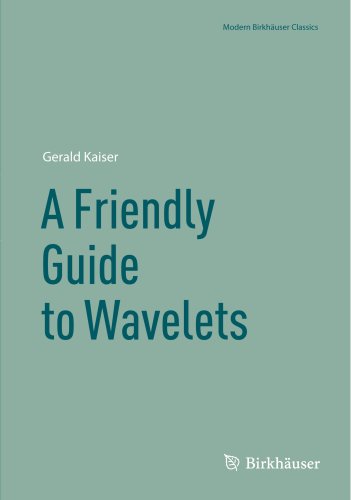 Modern Birkhäuser Classics
Gerald Kaiser
A Friendly
Guide
to Wavelets
Birkhäuser